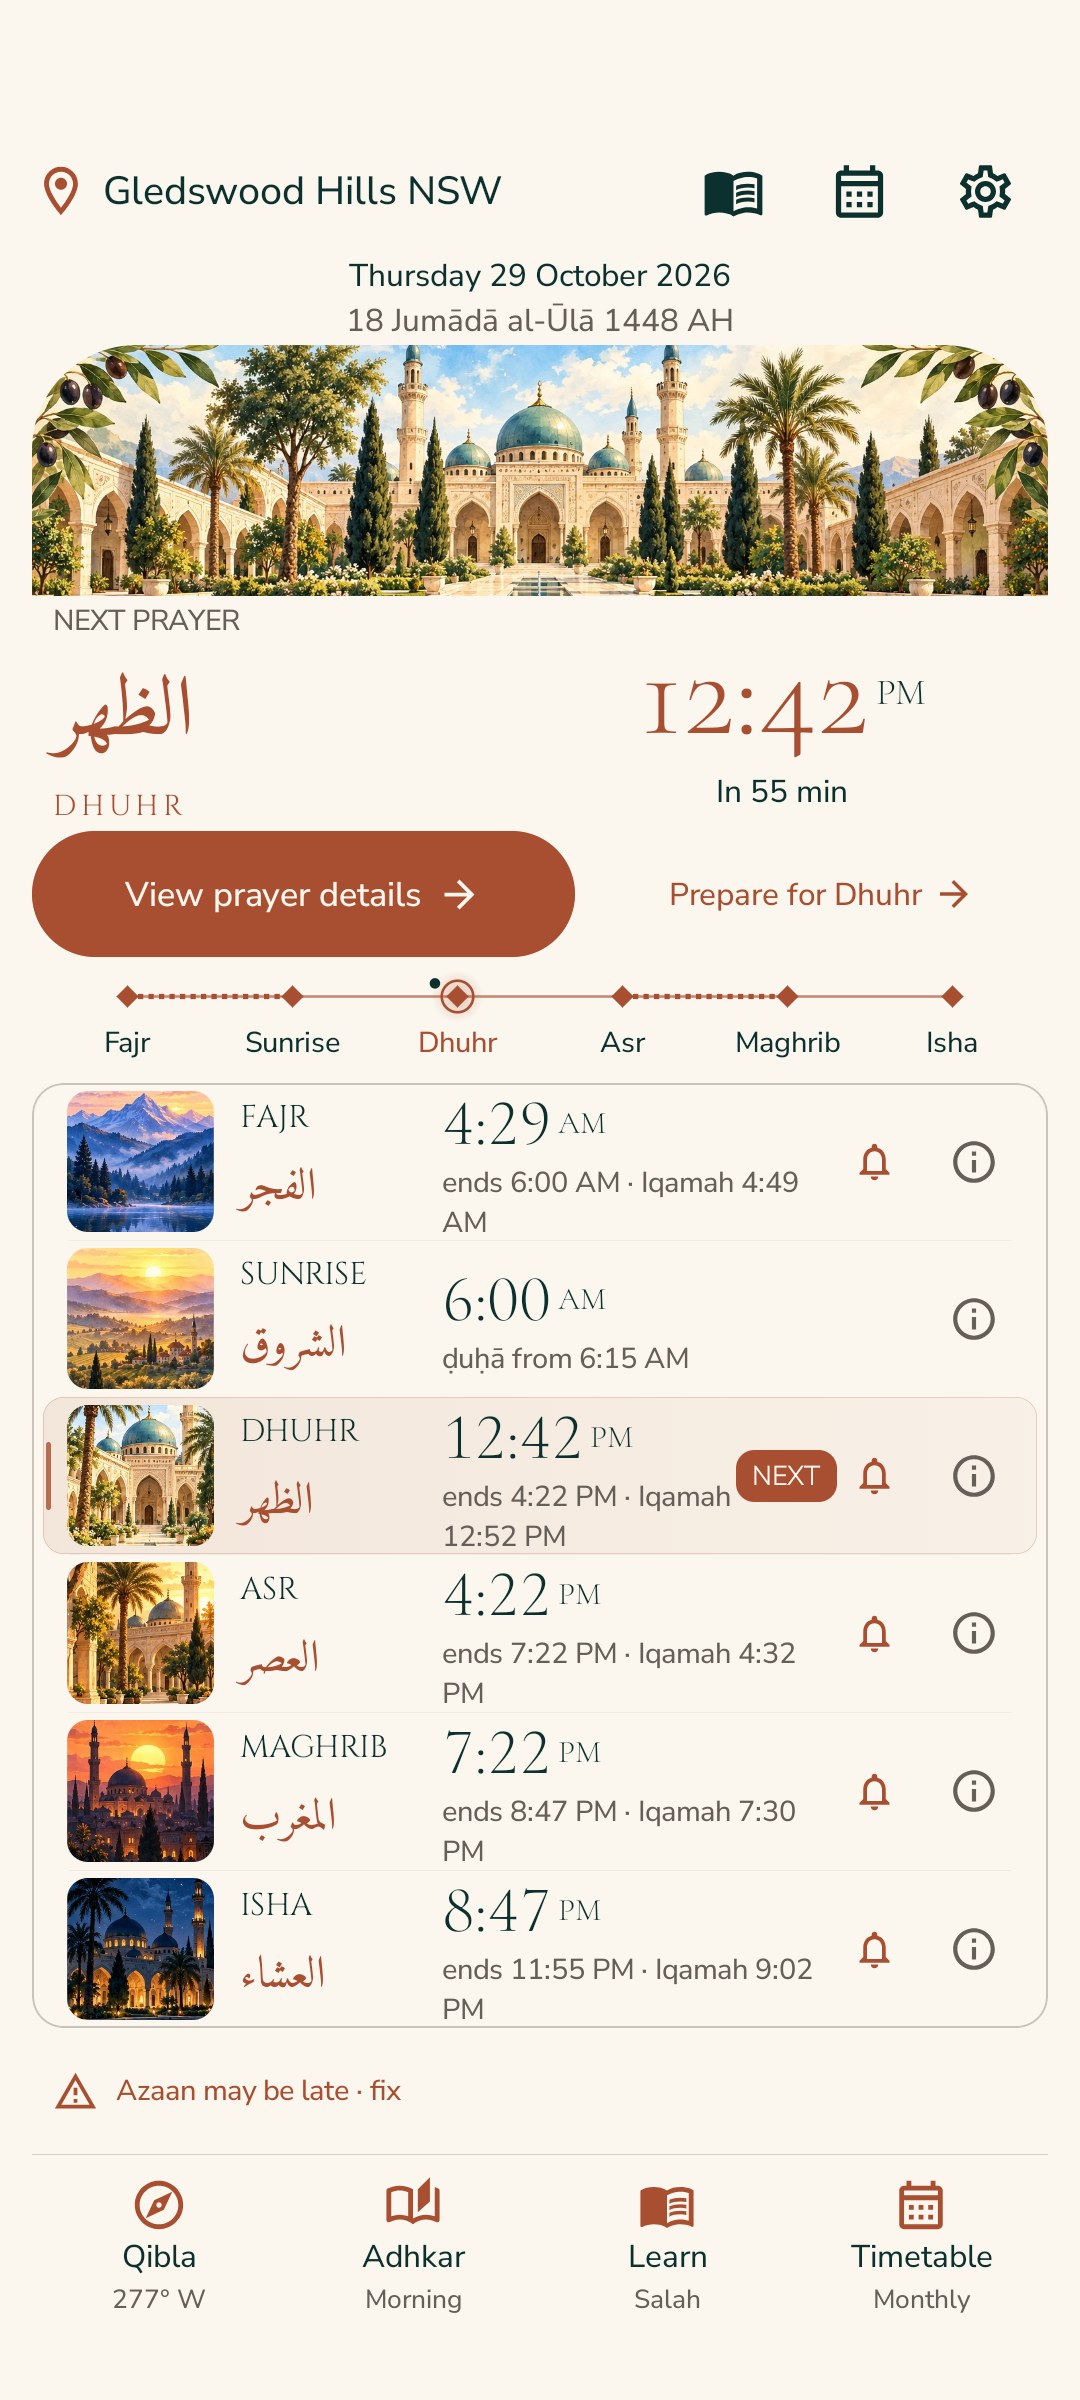 Gledswood Hills NSW
Thursday 29 October 2026
18 Jumādā al-Ūlā 1448 AH
NEXT PRAYER
الظهر
12:42 PM
In 55 min
DHUHR
View prayer details
Prepare for Dhuhr
Fajr Sunrise Dhuhr Asr Maghrib Isha
FAJR
الفجر
4:29 AM
ends 6:00 AM · Iqamah 4:49
AM
SUNRISE
الشروق
6:00 AM
ḍuḥā from 6:15 AM
DHUHR
الظهر
12:42 PM
ends 4:22 PM · Iqamah
12:52 PM
NEXT
ASR
العصر
4:22 PM
ends 7:22 PM · Iqamah 4:32
PM
MAGHRIB
المغرب
7:22 PM
ends 8:47 PM · Iqamah 7:30
PM
ISHA
العشاء
8:47 PM
ends 11:55 PM · Iqamah 9:02
PM
Azaan may be late · fix
Qibla
277° W
Adhkar
Morning
Learn
Salah
Timetable
Monthly